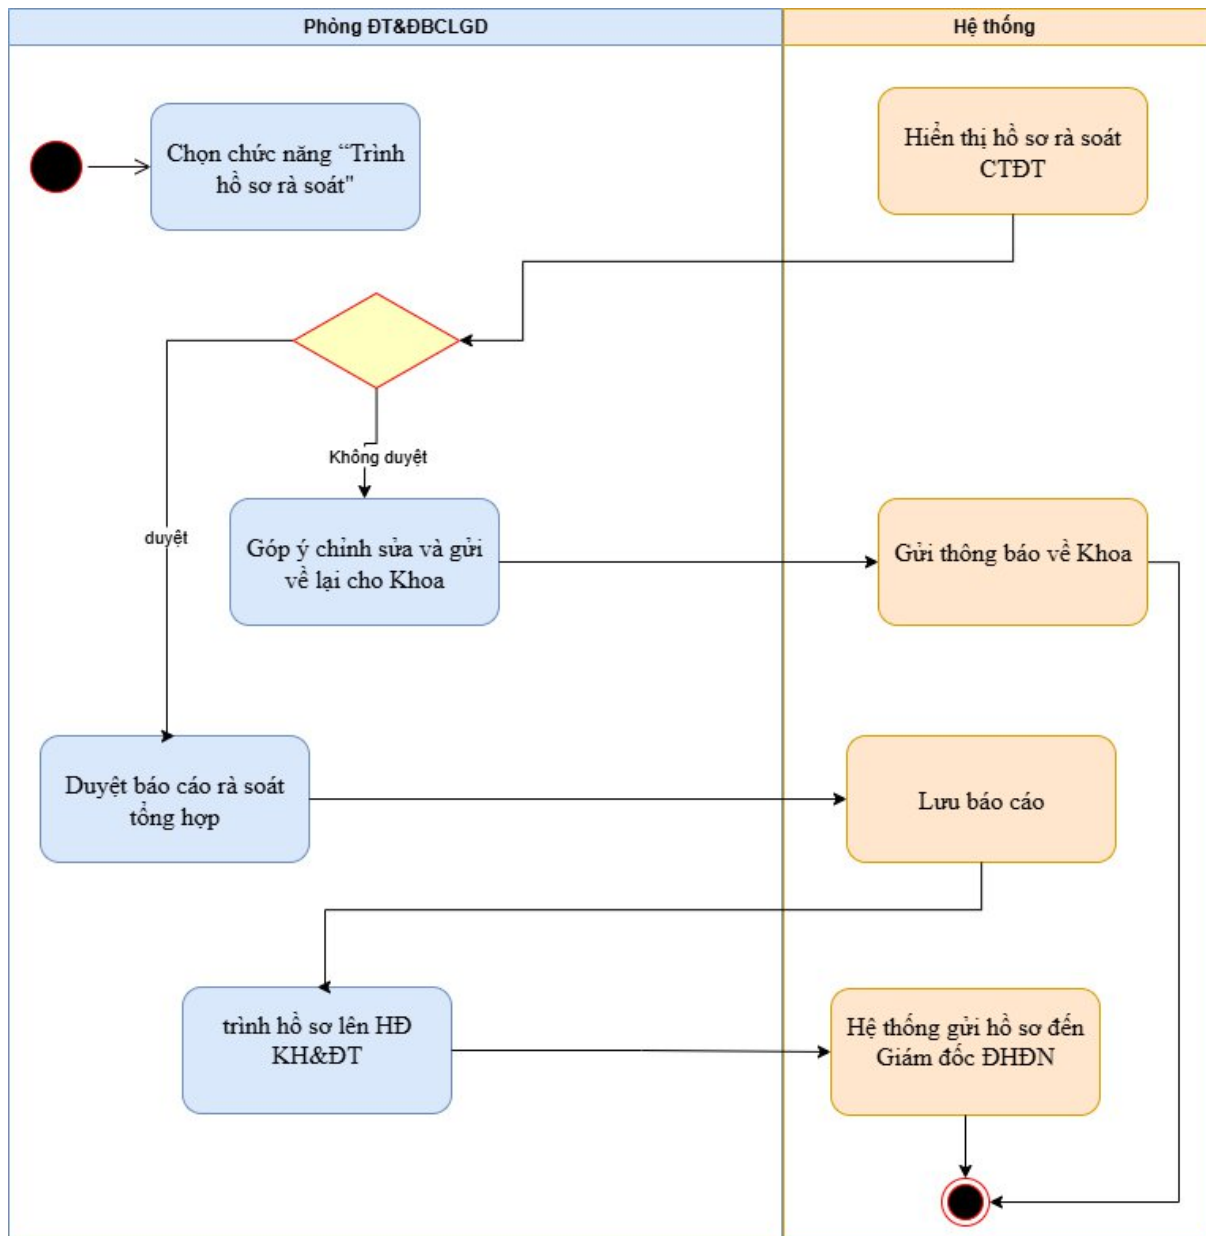 Phòng ĐT&ĐBCLGD
Hệ thống
Chọn chức năng “Trình
hồ sơ rà soát"
Hiển thị hồ sơ rà soát
CTĐT
Không duyệt
duyệt
Góp ý chỉnh sửa và gửi
về lại cho Khoa
Gửi thông báo về Khoa
Duyệt báo cáo rà soát
tổng hợp
Lưu báo cáo
trình hồ sơ lên HĐ
KH&ĐT
Hệ thống gửi hồ sơ đến
Giám đốc ĐHĐN